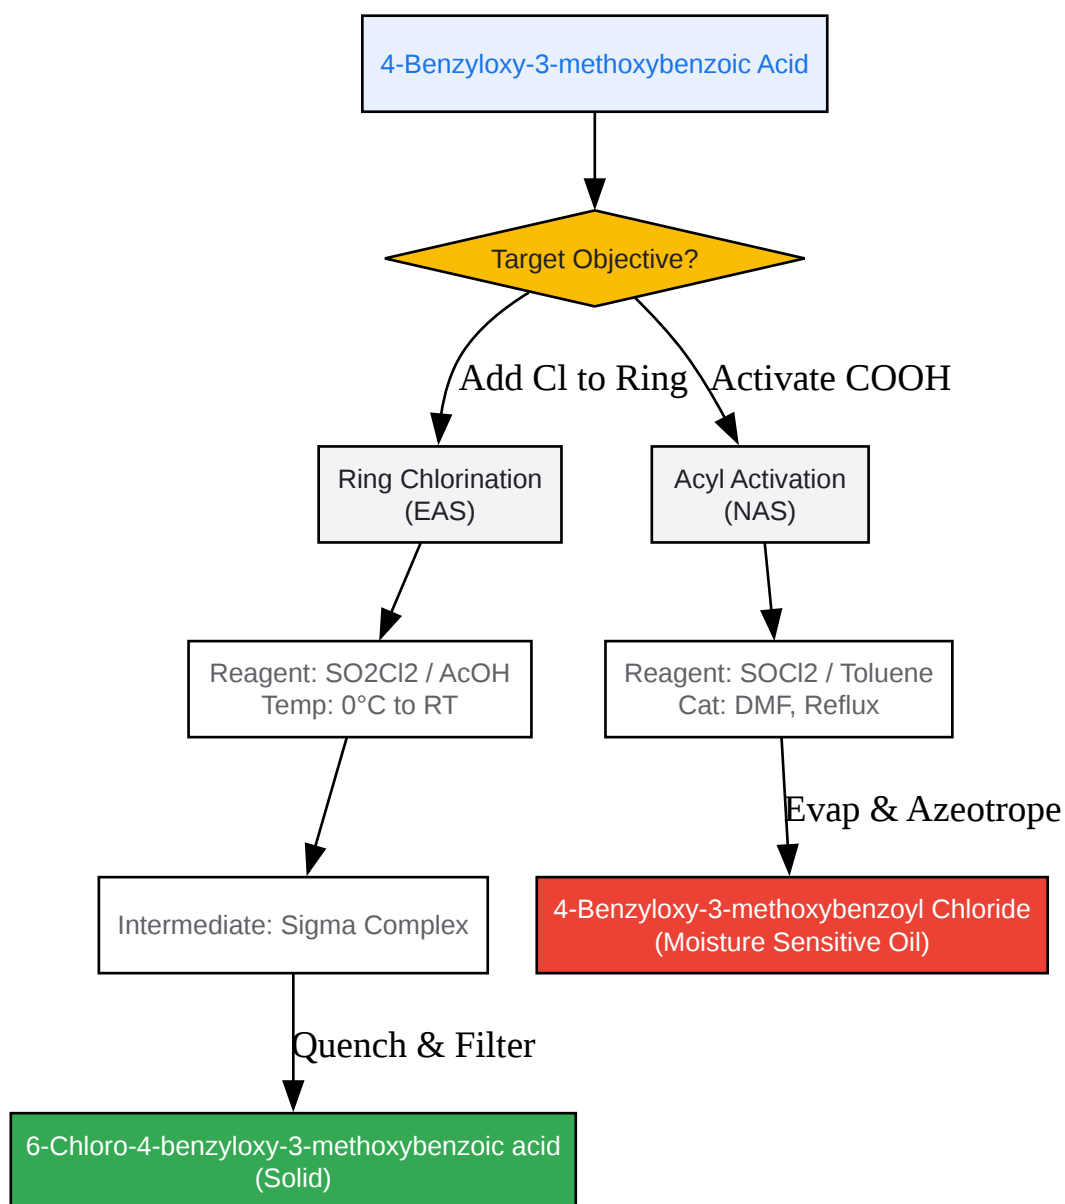 4-Benzyloxy-3-methoxybenzoic Acid
Target Objective?
Add Cl to Ring
Activate COOH
Ring Chlorination
(EAS)
Acyl Activation
(NAS)
Reagent: SO2Cl2 / AcOH
Temp: 0°C to RT
Reagent: SOCl2 / Toluene
Cat: DMF, Reflux
Evap & Azeotrope
Intermediate: Sigma Complex
4-Benzyloxy-3-methoxybenzoyl Chloride
(Moisture Sensitive Oil)
Quench & Filter
6-Chloro-4-benzyloxy-3-methoxybenzoic acid
(Solid)